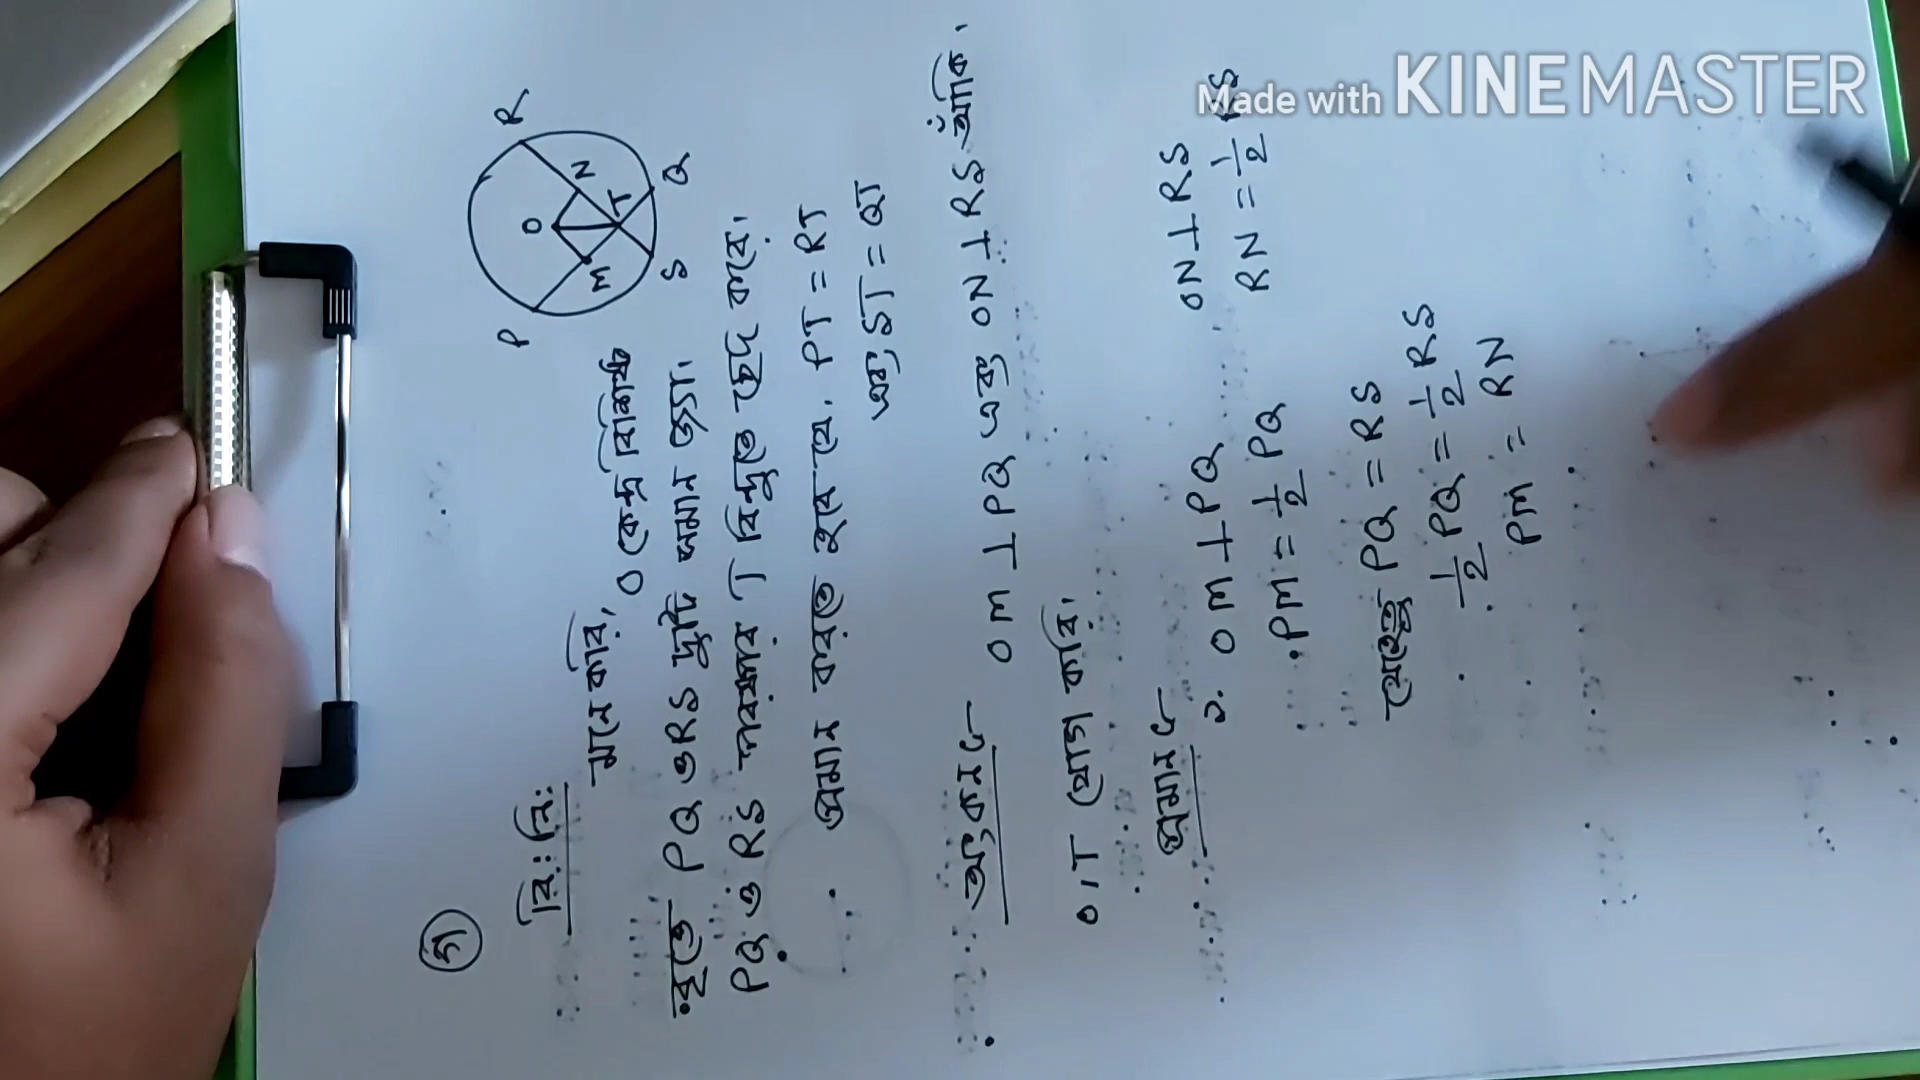 গ
বি: নি:
মনে করি, O কেন্দ্র বিশিষ্ট
বৃত্তে PQ ও RS দুটি সমান জ্যা।
PQ ও RS পরস্পর T বিন্দুতে ছেদ করে।
প্রমান করতে হবে যে, PT = RT
এবং ST = QT
P
R
O
N
M
T
S
Q
অংকন :-
OM ⊥ PQ এবং ON ⊥ RS আঁকি।
O, T যোগ করি।
প্রমান :-
১. OM ⊥ PQ ON ⊥ RS
∴ PM = 1/2 PQ RN = 1/2 RS
যেহেতু PQ = RS
∴ 1/2 PQ = 1/2 RS
PM = RN
Made with KINEMASTER